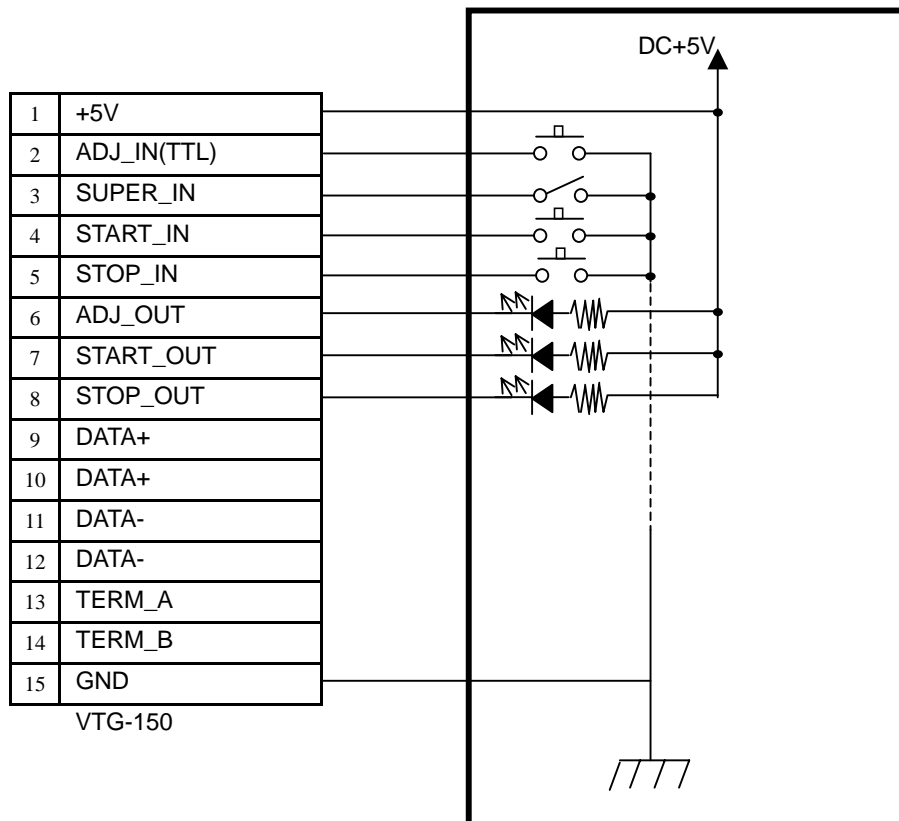 DC+5V
1 +5V
2 ADJ_IN(TTL)
3 SUPER_IN
4 START_IN
5 STOP_IN
6 ADJ_OUT
7 START_OUT
8 STOP_OUT
9 DATA+
10 DATA+
11 DATA-
12 DATA-
13 TERM_A
14 TERM_B
15 GND
VTG-150